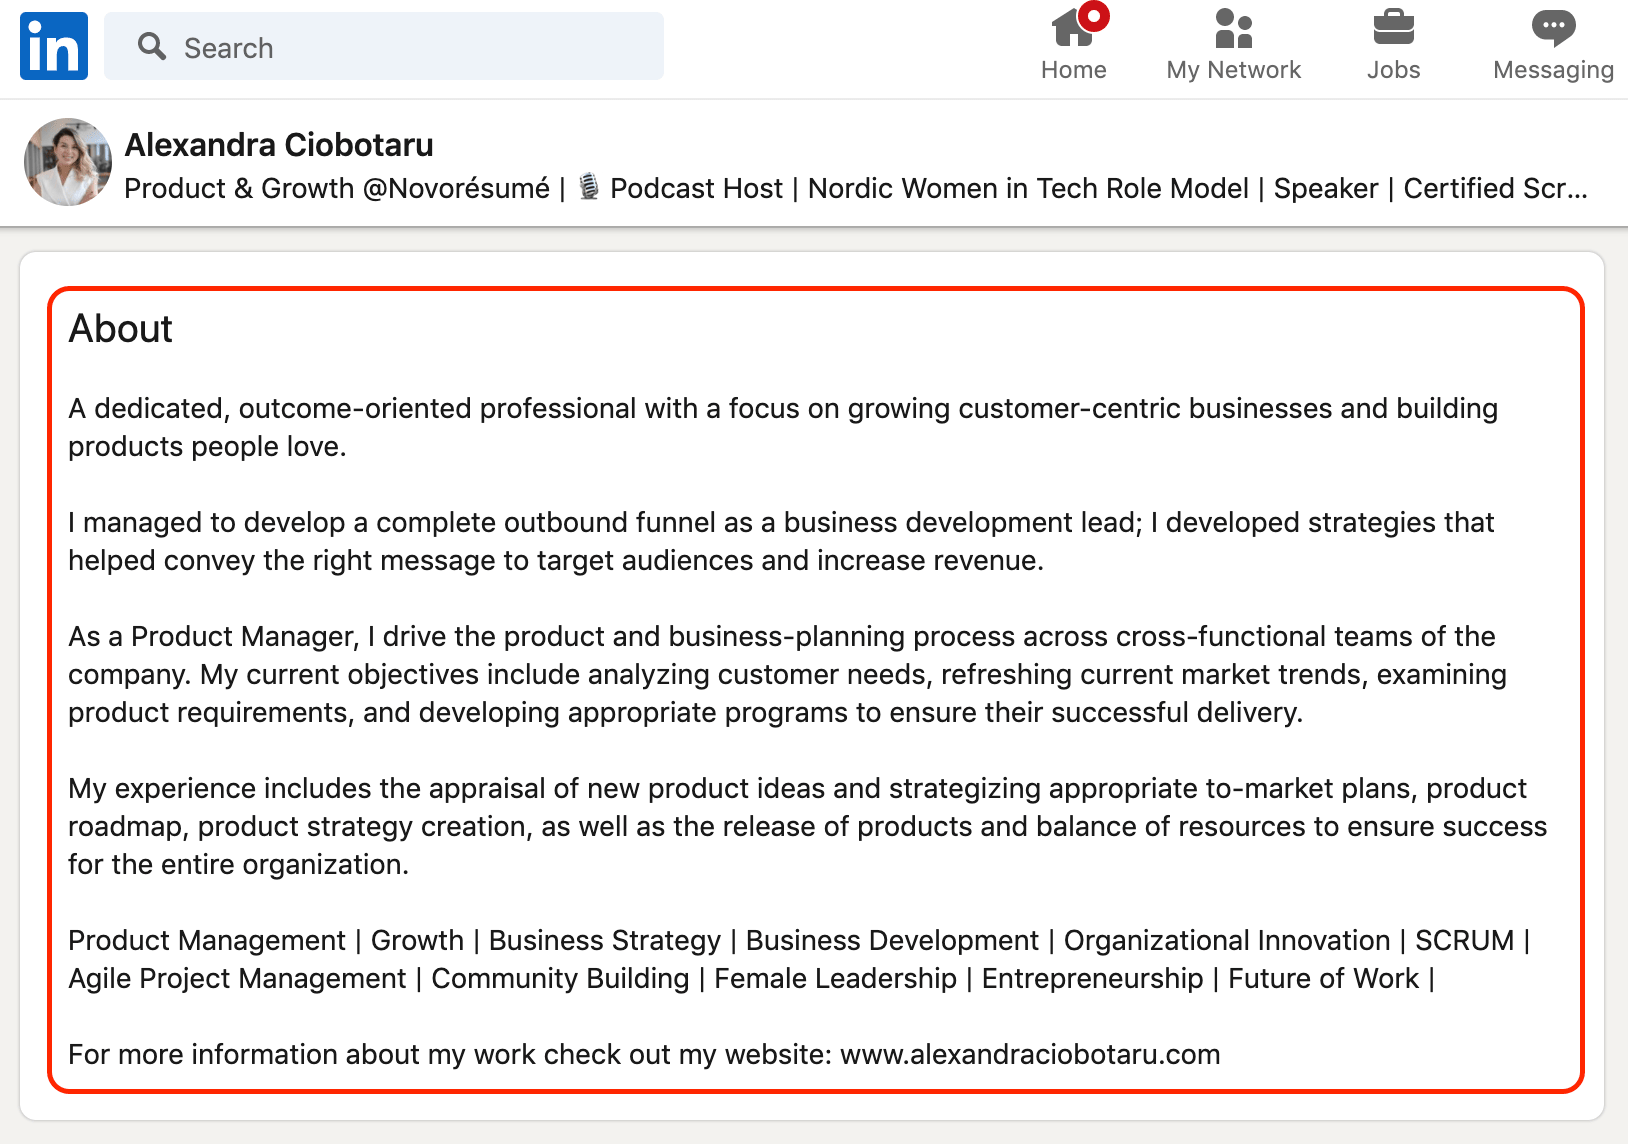 in
Search
Home
My Network
Jobs
Messaging
Alexandra Ciobotaru
Product & Growth @Novorésumé | 🎙 Podcast Host | Nordic Women in Tech Role Model | Speaker | Certified Scr...
About
A dedicated, outcome-oriented professional with a focus on growing customer-centric businesses and building
products people love.
I managed to develop a complete outbound funnel as a business development lead; I developed strategies that
helped convey the right message to target audiences and increase revenue.
As a Product Manager, I drive the product and business-planning process across cross-functional teams of the
company. My current objectives include analyzing customer needs, refreshing current market trends, examining
product requirements, and developing appropriate programs to ensure their successful delivery.
My experience includes the appraisal of new product ideas and strategizing appropriate to-market plans, product
roadmap, product strategy creation, as well as the release of products and balance of resources to ensure success
for the entire organization.
Product Management | Growth | Business Strategy | Business Development | Organizational Innovation | SCRUM |
Agile Project Management | Community Building | Female Leadership | Entrepreneurship | Future of Work |
For more information about my work check out my website: www.alexandraciobotaru.com